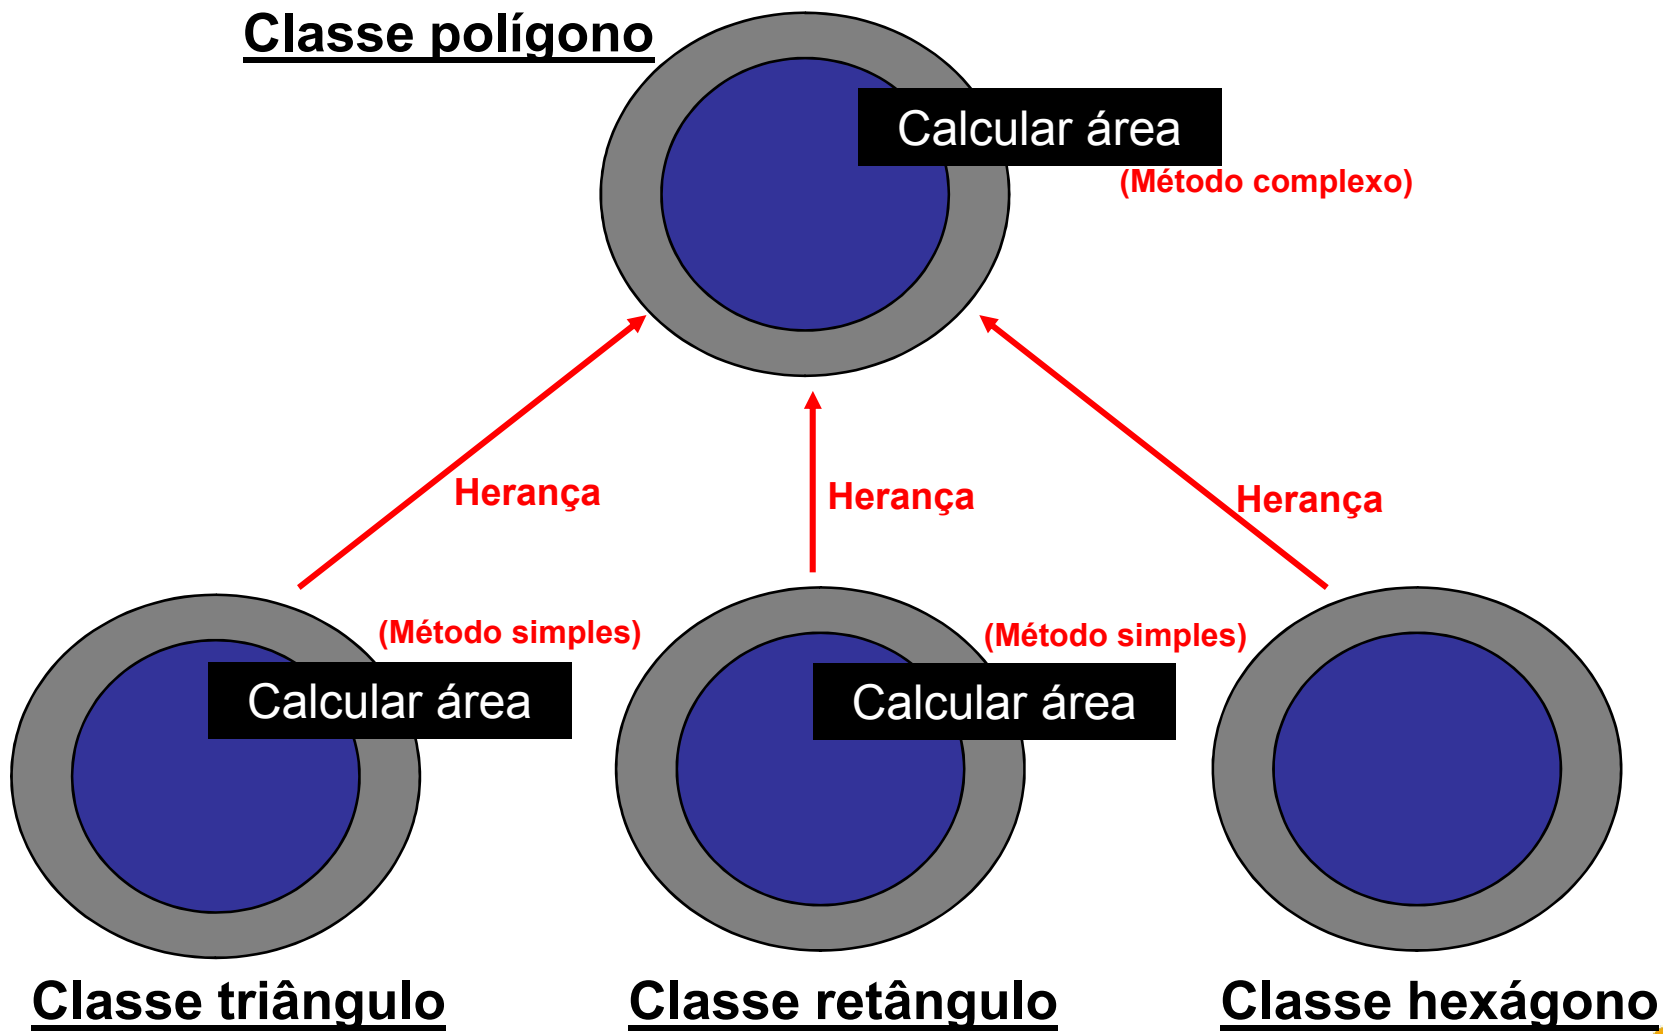 Classe polígono
Calcular área
(Método complexo)
Herança
Herança
Herança
(Método simples)
(Método simples)
Calcular área
Calcular área
Classe triângulo
Classe retângulo
Classe hexágono